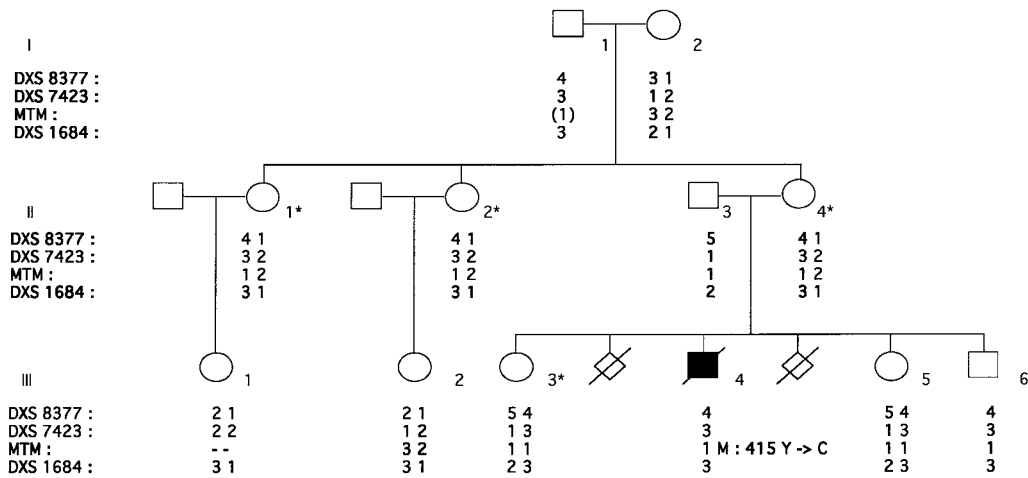 I 1 2
DXS 8377 : 4 3 1
DXS 7423 : 3 1 2
MTM : (1) 3 2
DXS 1684 : 3 2 1
II 1* 2* 3 4*
DXS 8377 : 4 1 4 1 5 4 1
DXS 7423 : 3 2 3 2 1 3 2
MTM : 1 2 1 2 1 1 2
DXS 1684 : 3 1 3 1 2 3 1
III 1 2 3* 4 5 6
DXS 8377 : 2 1 2 1 5 4 4 5 4 4
DXS 7423 : 2 2 1 2 1 3 3 1 3 3
MTM : - - 3 2 1 1 1 M : 415 Y -> C 1 1 1
DXS 1684 : 3 1 3 1 2 3 3 2 3 3